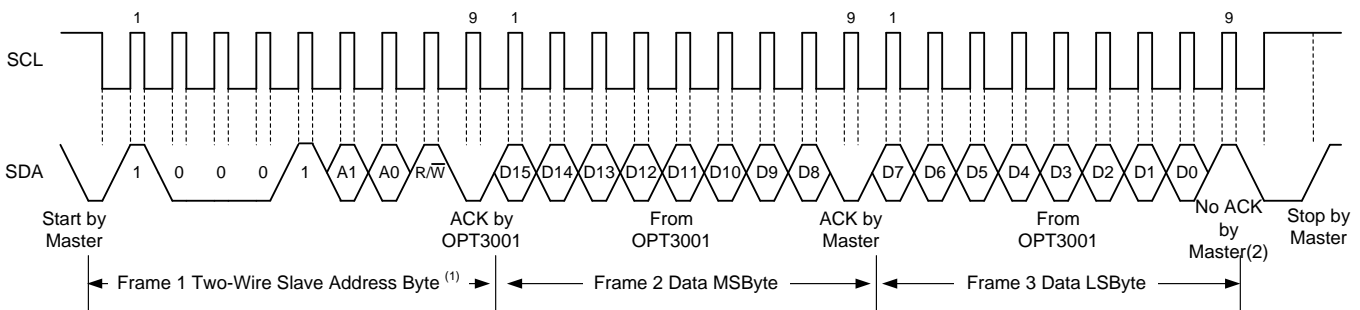 1 9 1 9 1 9
SCL
SDA
1 0 0 0 1 A1 A0 R/W̅ D15 D14 D13 D12 D11 D10 D9 D8 D7 D6 D5 D4 D3 D2 D1 D0
Start by
Master
ACK by
OPT3001
From
OPT3001
ACK by
Master
From
OPT3001
No ACK
by
Master(2)
Stop by
Master
Frame 1 Two-Wire Slave Address Byte (1)
Frame 2 Data MSByte
Frame 3 Data LSByte